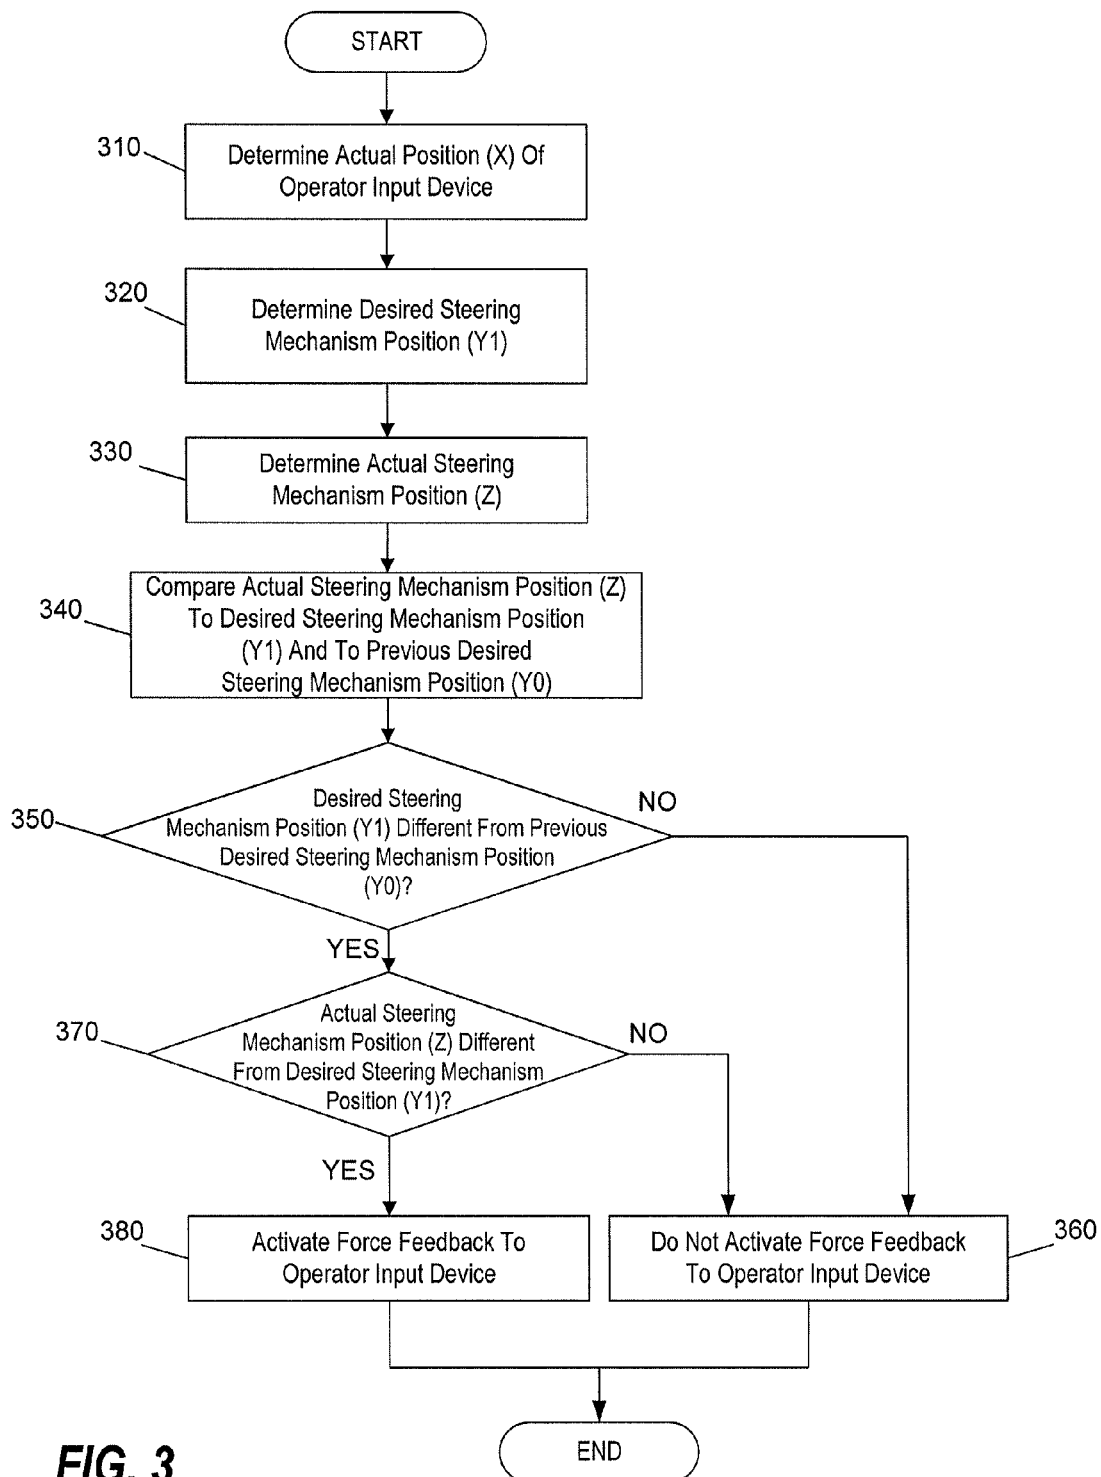 START
310
Determine Actual Position (X) Of
Operator Input Device
320
Determine Desired Steering
Mechanism Position (Y1)
330
Determine Actual Steering
Mechanism Position (Z)
340
Compare Actual Steering Mechanism Position (Z)
To Desired Steering Mechanism Position
(Y1) And To Previous Desired
Steering Mechanism Position (Y0)
350
Desired Steering
Mechanism Position (Y1) Different From Previous
Desired Steering Mechanism Position
(Y0)?
NO
YES
370
Actual Steering
Mechanism Position (Z) Different
From Desired Steering Mechanism
Position (Y1)?
NO
YES
380
Activate Force Feedback To
Operator Input Device
Do Not Activate Force Feedback
To Operator Input Device
360
END
FIG. 3